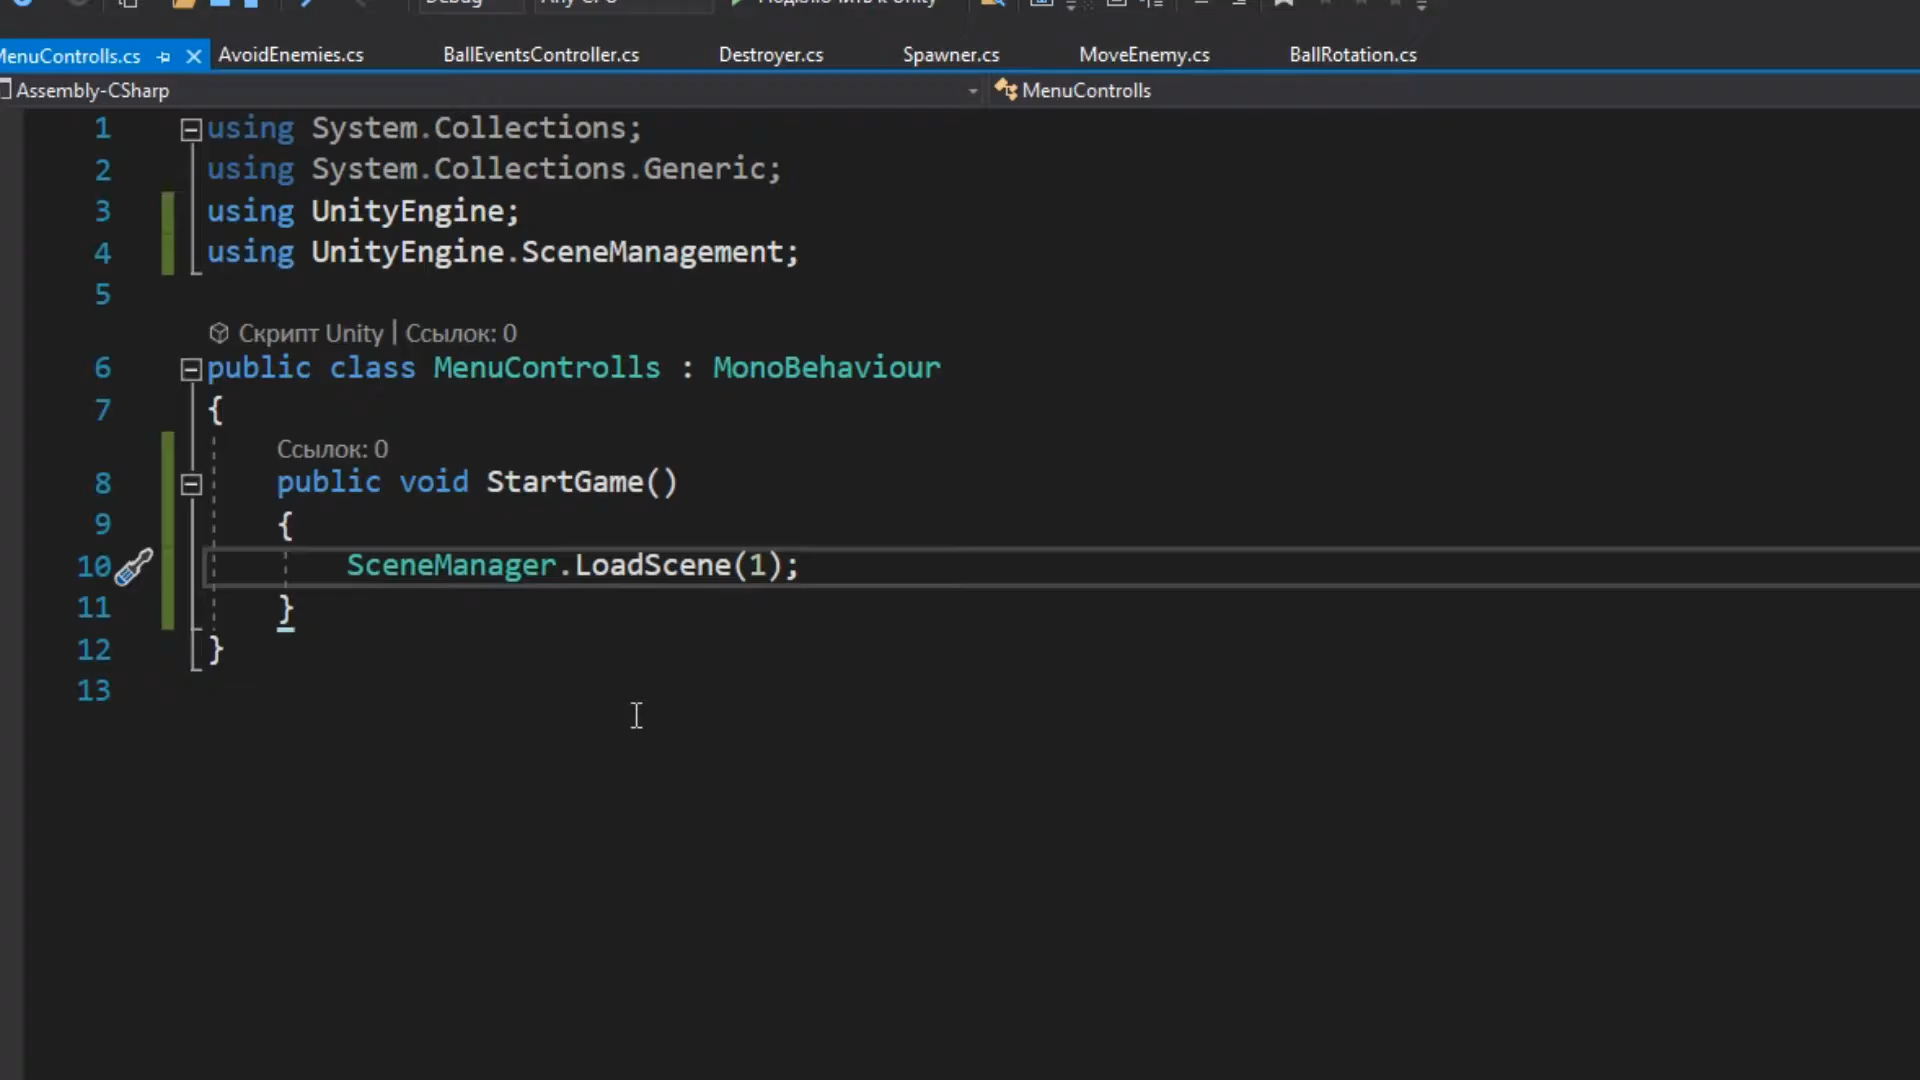 MenuControlls.cs AvoidEnemies.cs BallEventsController.cs Destroyer.cs Spawner.cs MoveEnemy.cs BallRotation.cs
Assembly-CSharp MenuControlls
1 using System.Collections;
2 using System.Collections.Generic;
3 using UnityEngine;
4 using UnityEngine.SceneManagement;
5
Скрипт Unity | Ссылок: 0
6 public class MenuControlls : MonoBehaviour
7 {
Ссылок: 0
8 public void StartGame()
9 {
10 SceneManager.LoadScene(1);
11 }
12 }
13